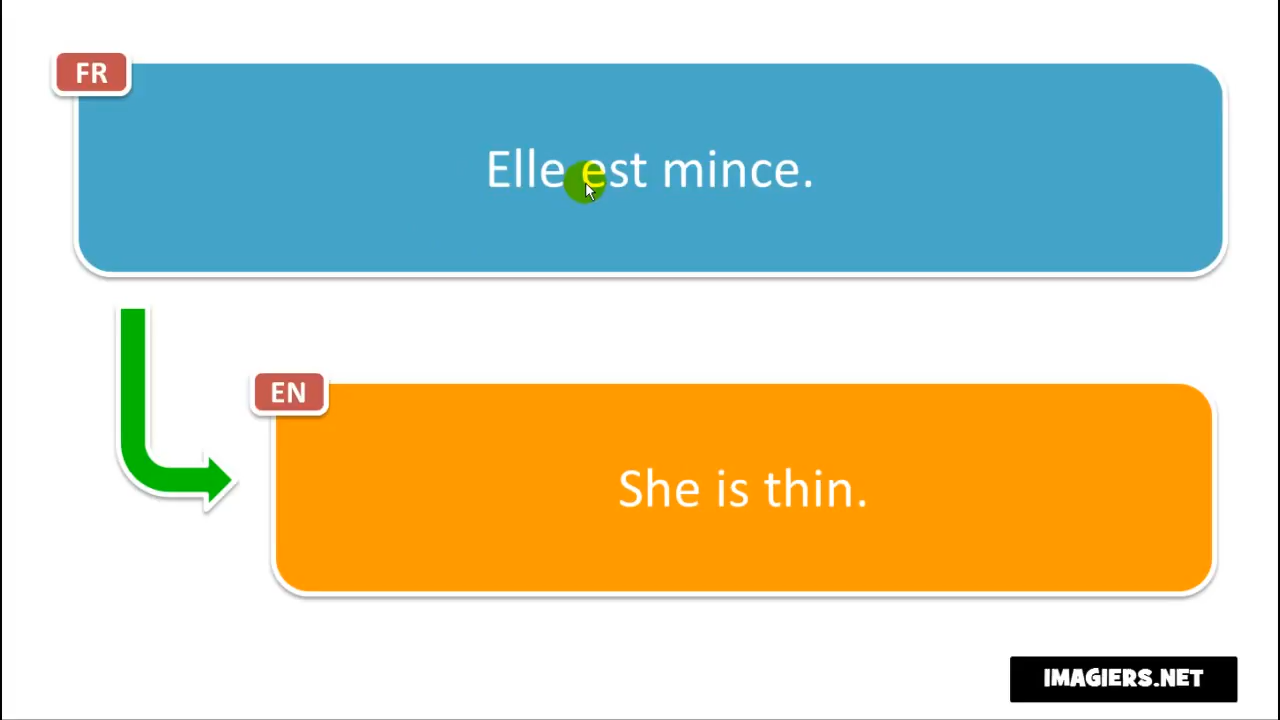 FR
Elle est mince.
EN
She is thin.
IMAGIERS.NET